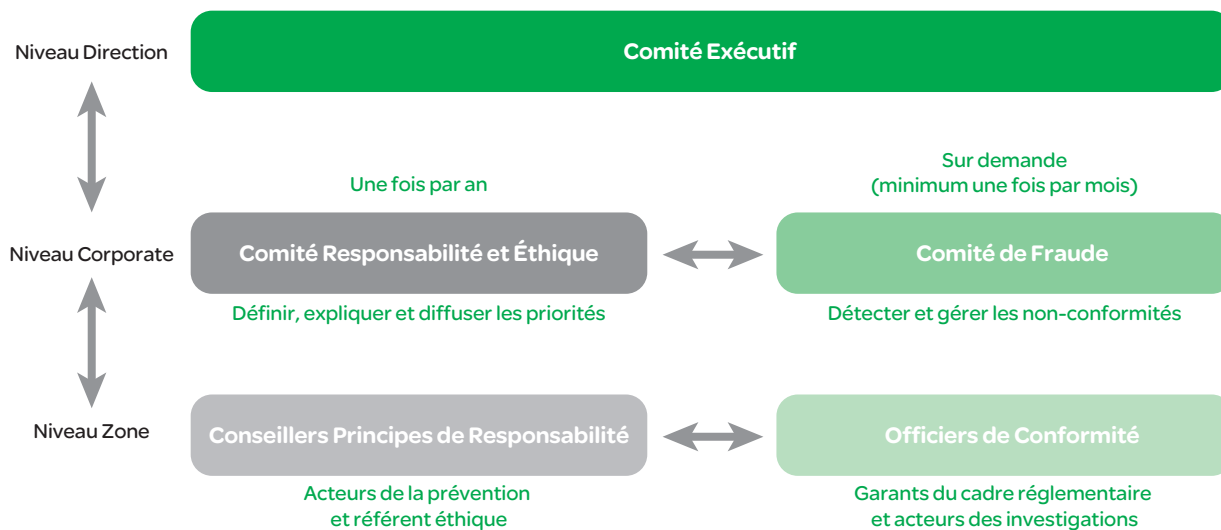 Niveau Direction
Comité Exécutif
Une fois par an
Sur demande
(minimum une fois par mois)
Niveau Corporate
Comité Responsabilité et Éthique
Comité de Fraude
Définir, expliquer et diffuser les priorités
Détecter et gérer les non-conformités
Niveau Zone
Conseillers Principes de Responsabilité
Officiers de Conformité
Acteurs de la prévention
et référent éthique
Garants du cadre réglementaire
et acteurs des investigations